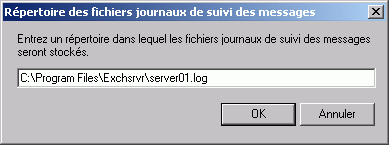 Répertoire des fichiers journaux de suivi des messages
Entrez un répertoire dans lequel les fichiers journaux de suivi des messages
seront stockés.
C:\Program Files\Exchsrvr\server01.log
OK
Annuler